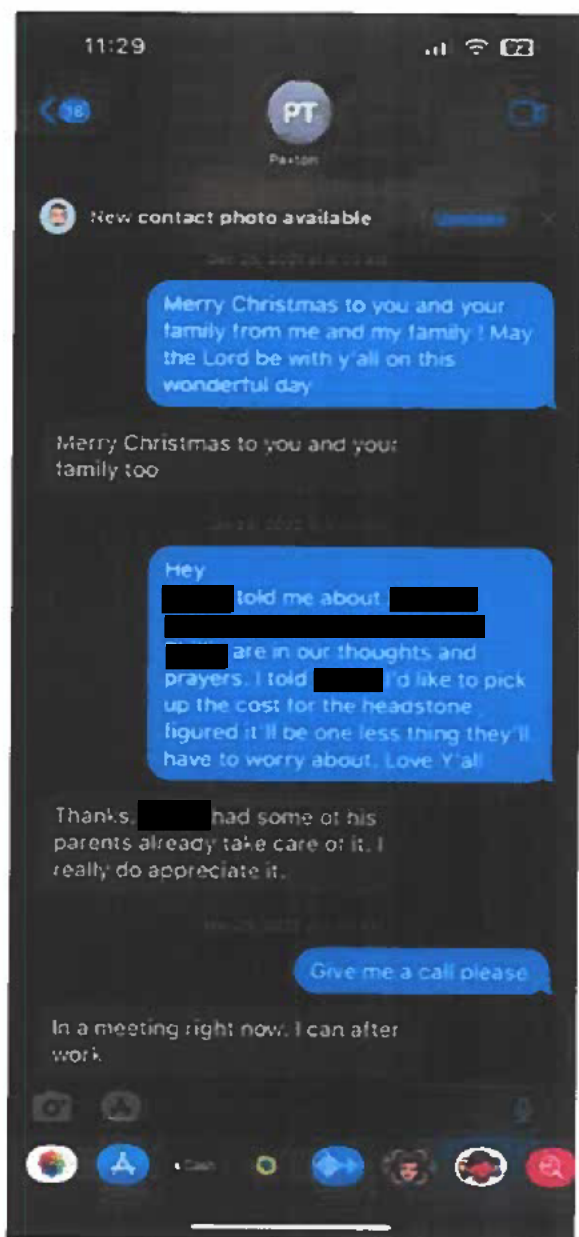 11:29
PT
Paxton
New contact photo available
Merry Christmas to you and your
family from me and my family ! May
the Lord be with y'all on this
wonderful day
Merry Christmas to you and your
family too
Hey
told me about
are in our thoughts and
prayers. I told I'd like to pick
up the cost for the headstone
figured it'll be one less thing they'll
have to worry about. Love Y'all
Thanks, had some of his
parents already take care of it. I
really do appreciate it.
Give me a call please
In a meeting right now. I can after
work
Cash